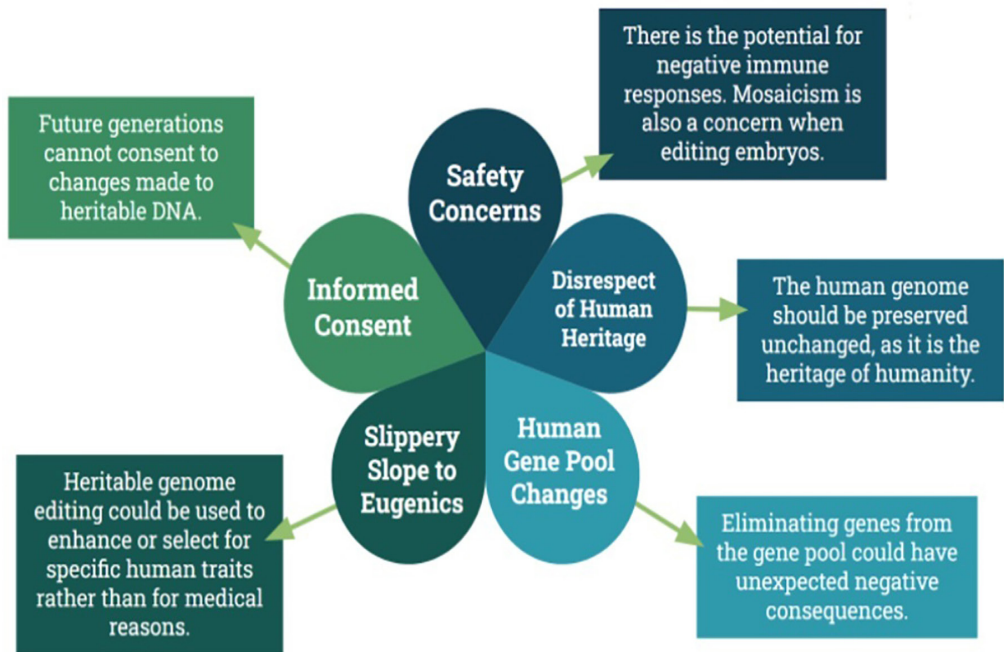 Safety
Concerns
There is the potential for
negative immune
responses. Mosaicism is
also a concern when
editing embryos.
Disrespect
of Human
Heritage
The human genome
should be preserved
unchanged, as it is the
heritage of humanity.
Human
Gene Pool
Changes
Eliminating genes from
the gene pool could have
unexpected negative
consequences.
Slippery
Slope to
Eugenics
Heritable genome
editing could be used to
enhance or select for
specific human traits
rather than for medical
reasons.
Informed
Consent
Future generations
cannot consent to
changes made to
heritable DNA.